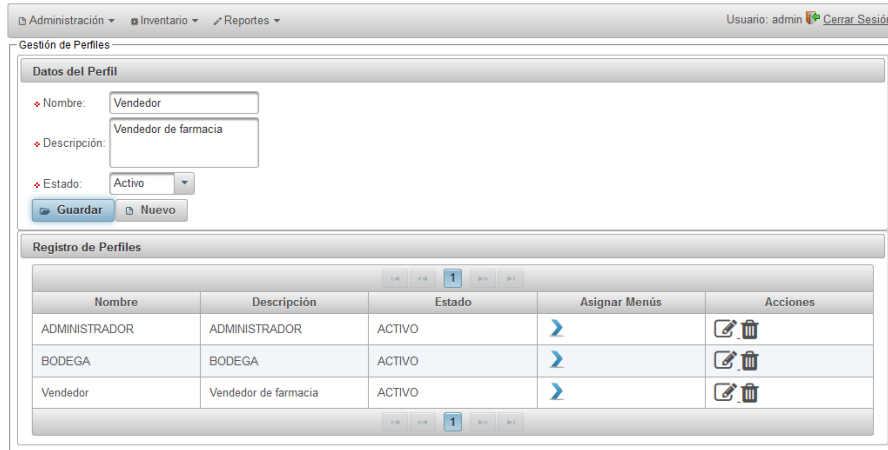 Administración Inventario Reportes Usuario: admin Cerrar Sesión
Gestión de Perfiles
Datos del Perfil
Nombre: Vendedor
Descripción: Vendedor de farmacia
Estado: Activo
Guardar Nuevo
Registro de Perfiles
1
Nombre Descripción Estado Asignar Menús Acciones
ADMINISTRADOR ADMINISTRADOR ACTIVO
BODEGA BODEGA ACTIVO
Vendedor Vendedor de farmacia ACTIVO
1